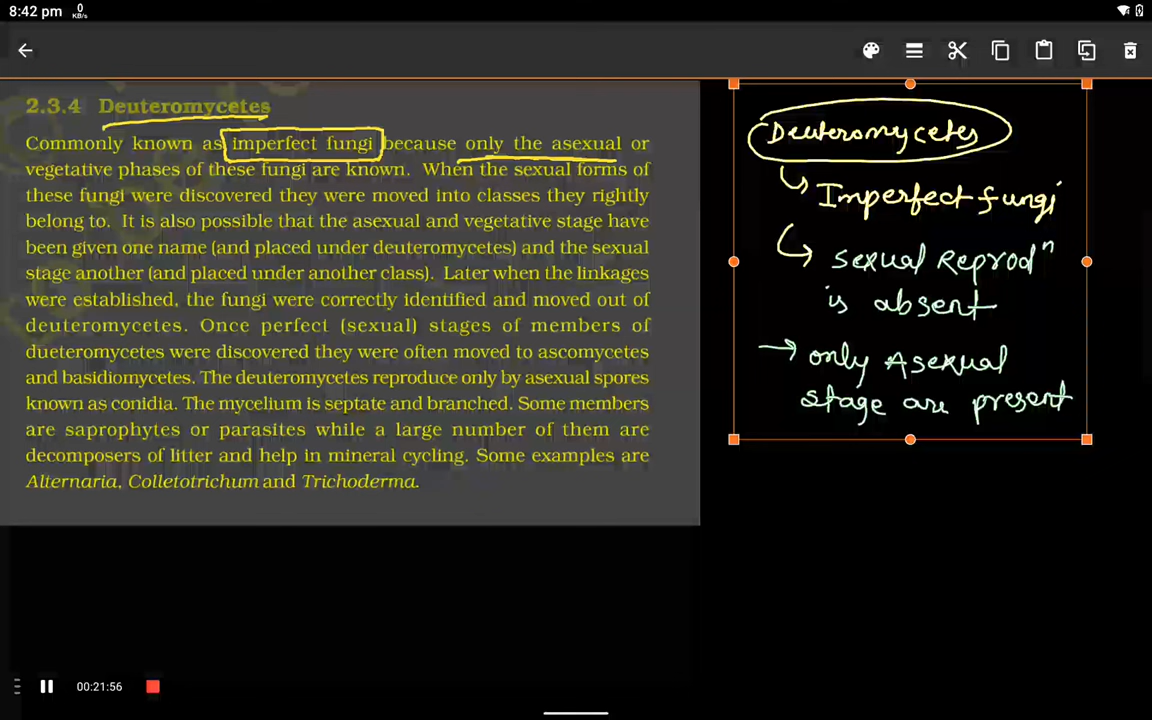 8:42 pm 0 KB/s
2.3.4 Deuteromycetes
Commonly known as imperfect fungi because only the asexual or
vegetative phases of these fungi are known. When the sexual forms of
these fungi were discovered they were moved into classes they rightly
belong to. It is also possible that the asexual and vegetative stage have
been given one name (and placed under deuteromycetes) and the sexual
stage another (and placed under another class). Later when the linkages
were established, the fungi were correctly identified and moved out of
deuteromycetes. Once perfect (sexual) stages of members of
dueteromycetes were discovered they were often moved to ascomycetes
and basidiomycetes. The deuteromycetes reproduce only by asexual spores
known as conidia. The mycelium is septate and branched. Some members
are saprophytes or parasites while a large number of them are
decomposers of litter and help in mineral cycling. Some examples are
Alternaria, Colletotrichum and Trichoderma.
Deuteromycetes
Imperfect fungi
sexual Reprodⁿ
is absent
→ only Asexual
stage are present
00:21:56